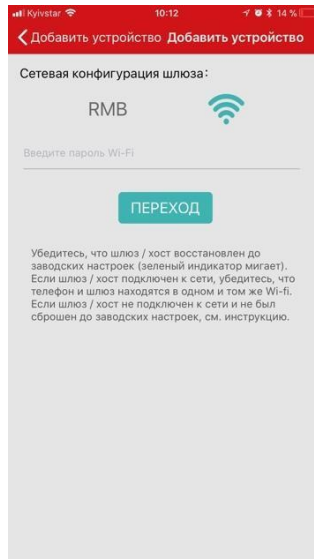 Kyivstar 10:12 14 %
Добавить устройство Добавить устройство
Сетевая конфигурация шлюза:
RMB
Введите пароль Wi-Fi
ПЕРЕХОД
Убедитесь, что шлюз / хост восстановлен до
заводских настроек (зеленый индикатор мигает).
Если шлюз / хост подключен к сети, убедитесь, что
телефон и шлюз находятся в одном и том же Wi-fi.
Если шлюз / хост не подключен к сети и не был
сброшен до заводских настроек, см. инструкцию.